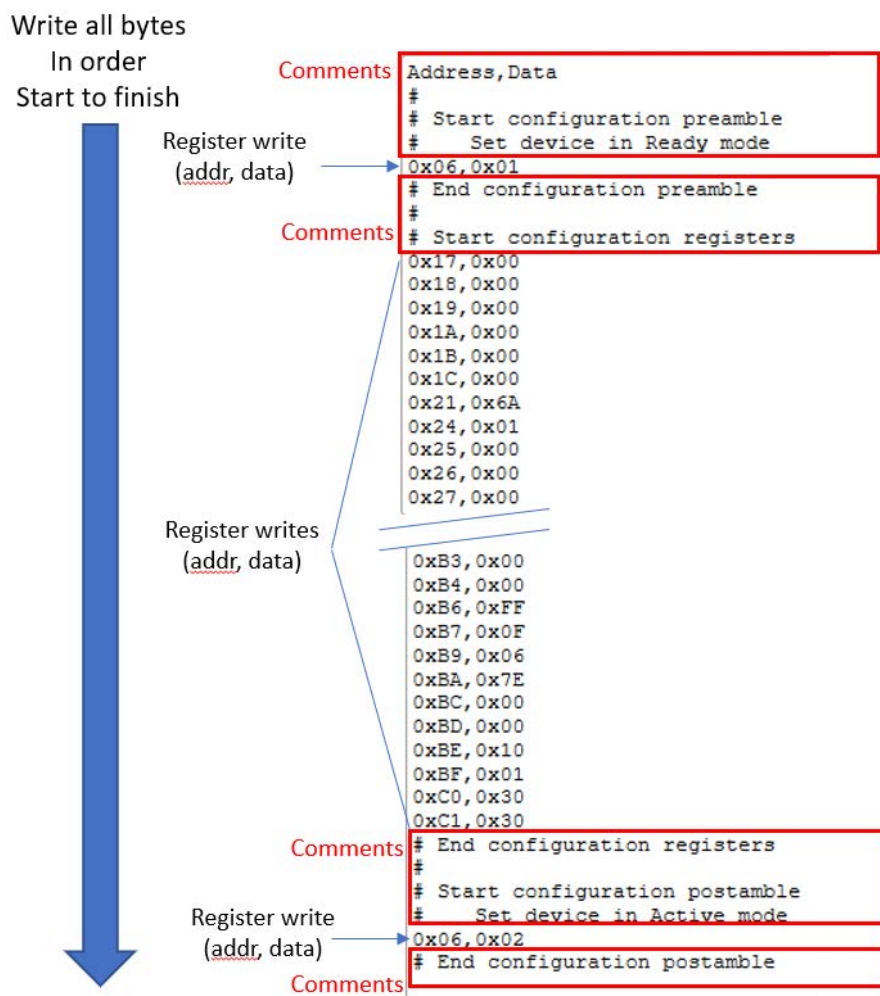 Write all bytes
In order
Start to finish
Comments
Address,Data
#
# Start configuration preamble
#    Set device in Ready mode
Register write
(addr, data)
0x06,0x01
# End configuration preamble
#
Comments
# Start configuration registers
0x17,0x00
0x18,0x00
0x19,0x00
0x1A,0x00
0x1B,0x00
0x1C,0x00
0x21,0x6A
0x24,0x01
0x25,0x00
0x26,0x00
0x27,0x00
Register writes
(addr, data)
0xB3,0x00
0xB4,0x00
0xB6,0xFF
0xB7,0x0F
0xB9,0x06
0xBA,0x7E
0xBC,0x00
0xBD,0x00
0xBE,0x10
0xBF,0x01
0xC0,0x30
0xC1,0x30
Comments
# End configuration registers
#
# Start configuration postamble
#    Set device in Active mode
Register write
(addr, data)
0x06,0x02
# End configuration postamble
Comments